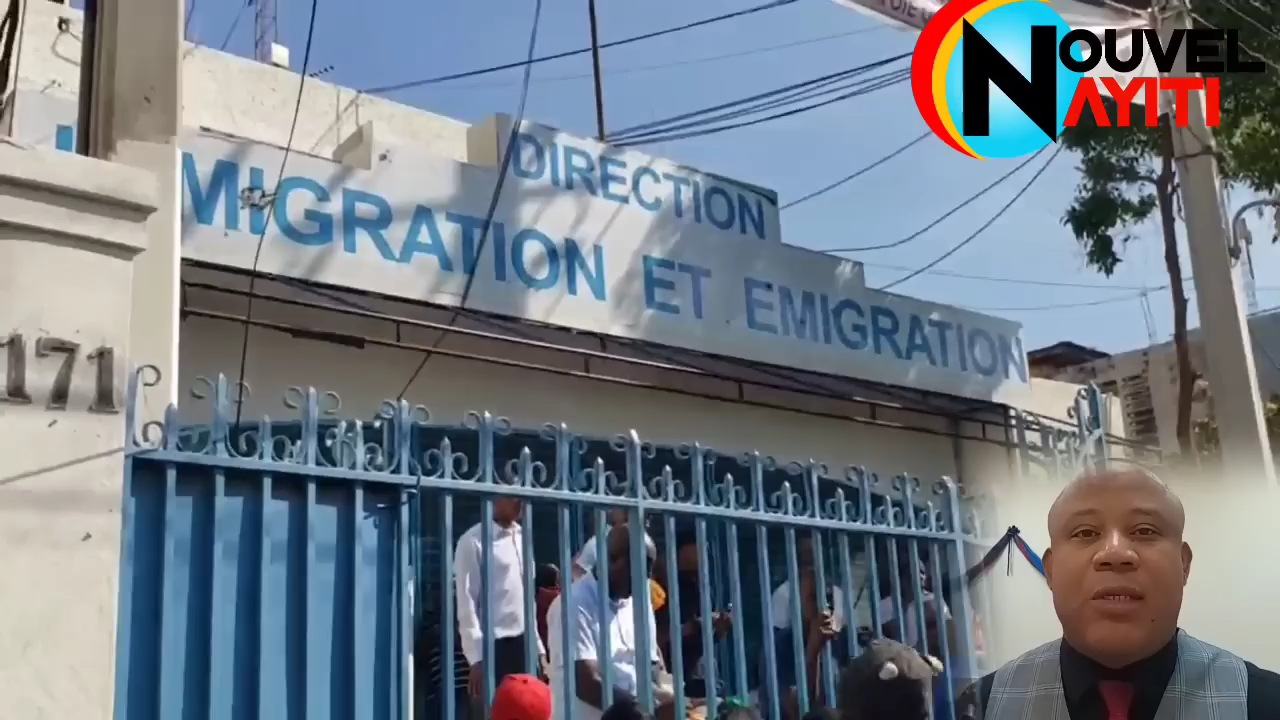 NOUVEL
AYITI
DIRECTION
MIGRATION ET EMIGRATION
171